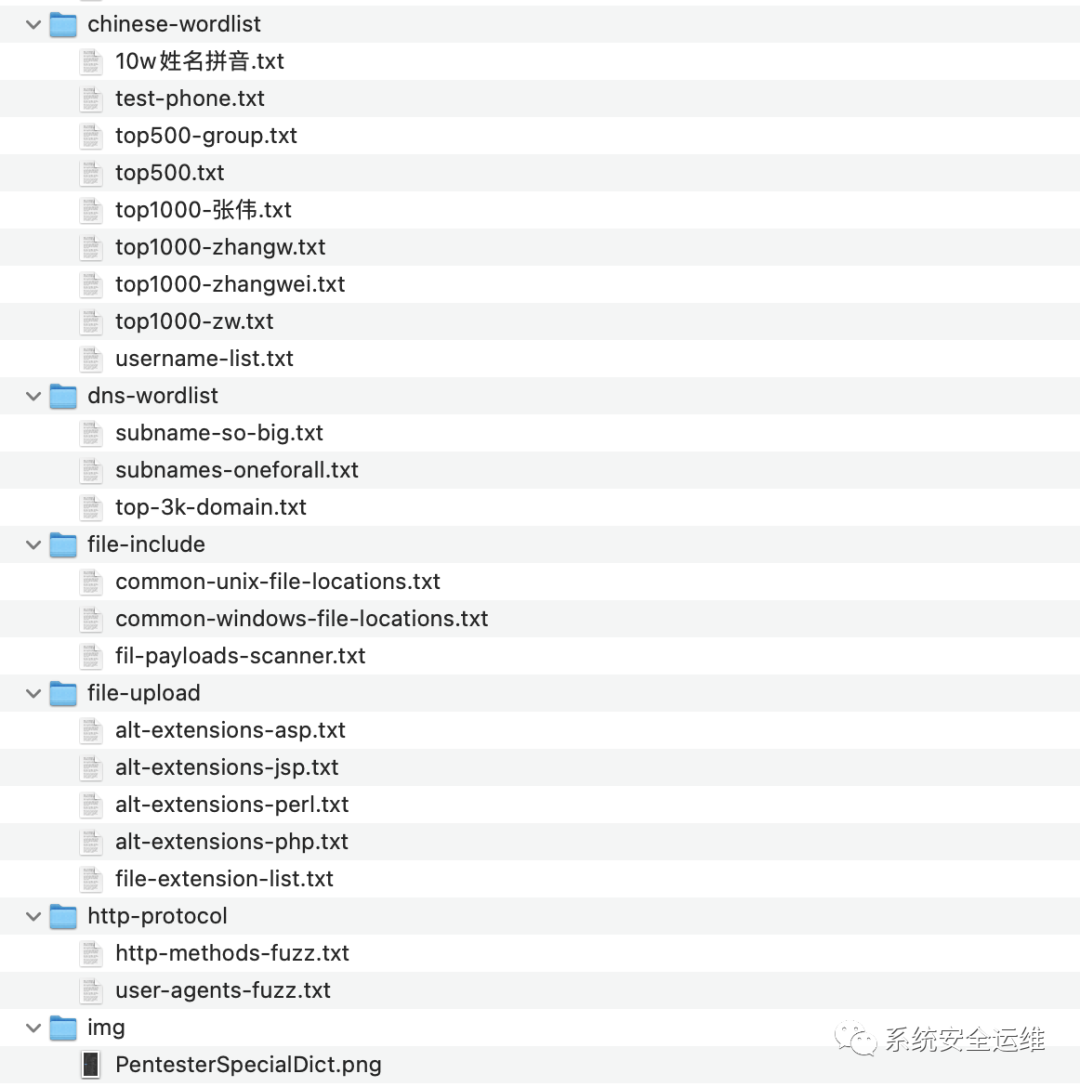 chinese-wordlist
10w姓名拼音.txt
test-phone.txt
top500-group.txt
top500.txt
top1000-张伟.txt
top1000-zhangw.txt
top1000-zhangwei.txt
top1000-zw.txt
username-list.txt
dns-wordlist
subname-so-big.txt
subnames-oneforall.txt
top-3k-domain.txt
file-include
common-unix-file-locations.txt
common-windows-file-locations.txt
fil-payloads-scanner.txt
file-upload
alt-extensions-asp.txt
alt-extensions-jsp.txt
alt-extensions-perl.txt
alt-extensions-php.txt
file-extension-list.txt
http-protocol
http-methods-fuzz.txt
user-agents-fuzz.txt
img
PentesterSpecialDict.png
系统安全运维